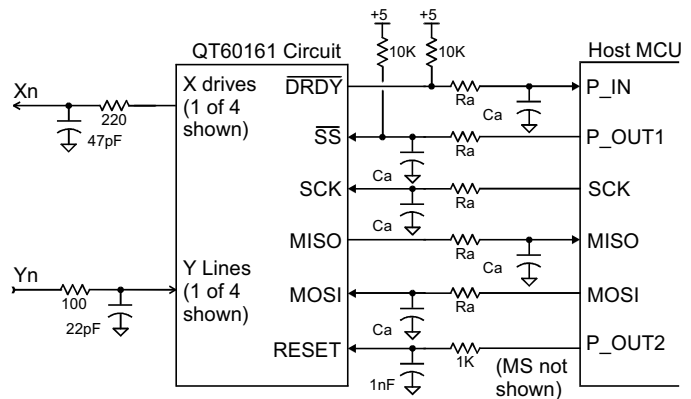 +5
+5
10K
10K
QT60161 Circuit
Host MCU
Xn
220
47pF
X drives
(1 of 4
shown)
DRDY
Ra
Ca
P_IN
SS
Ca
Ra
P_OUT1
SCK
Ca
Ra
SCK
MISO
Ra
Ca
MISO
Yn
100
22pF
Y Lines
(1 of 4
shown)
MOSI
Ca
Ra
MOSI
RESET
1nF
1K
P_OUT2
(MS not
shown)